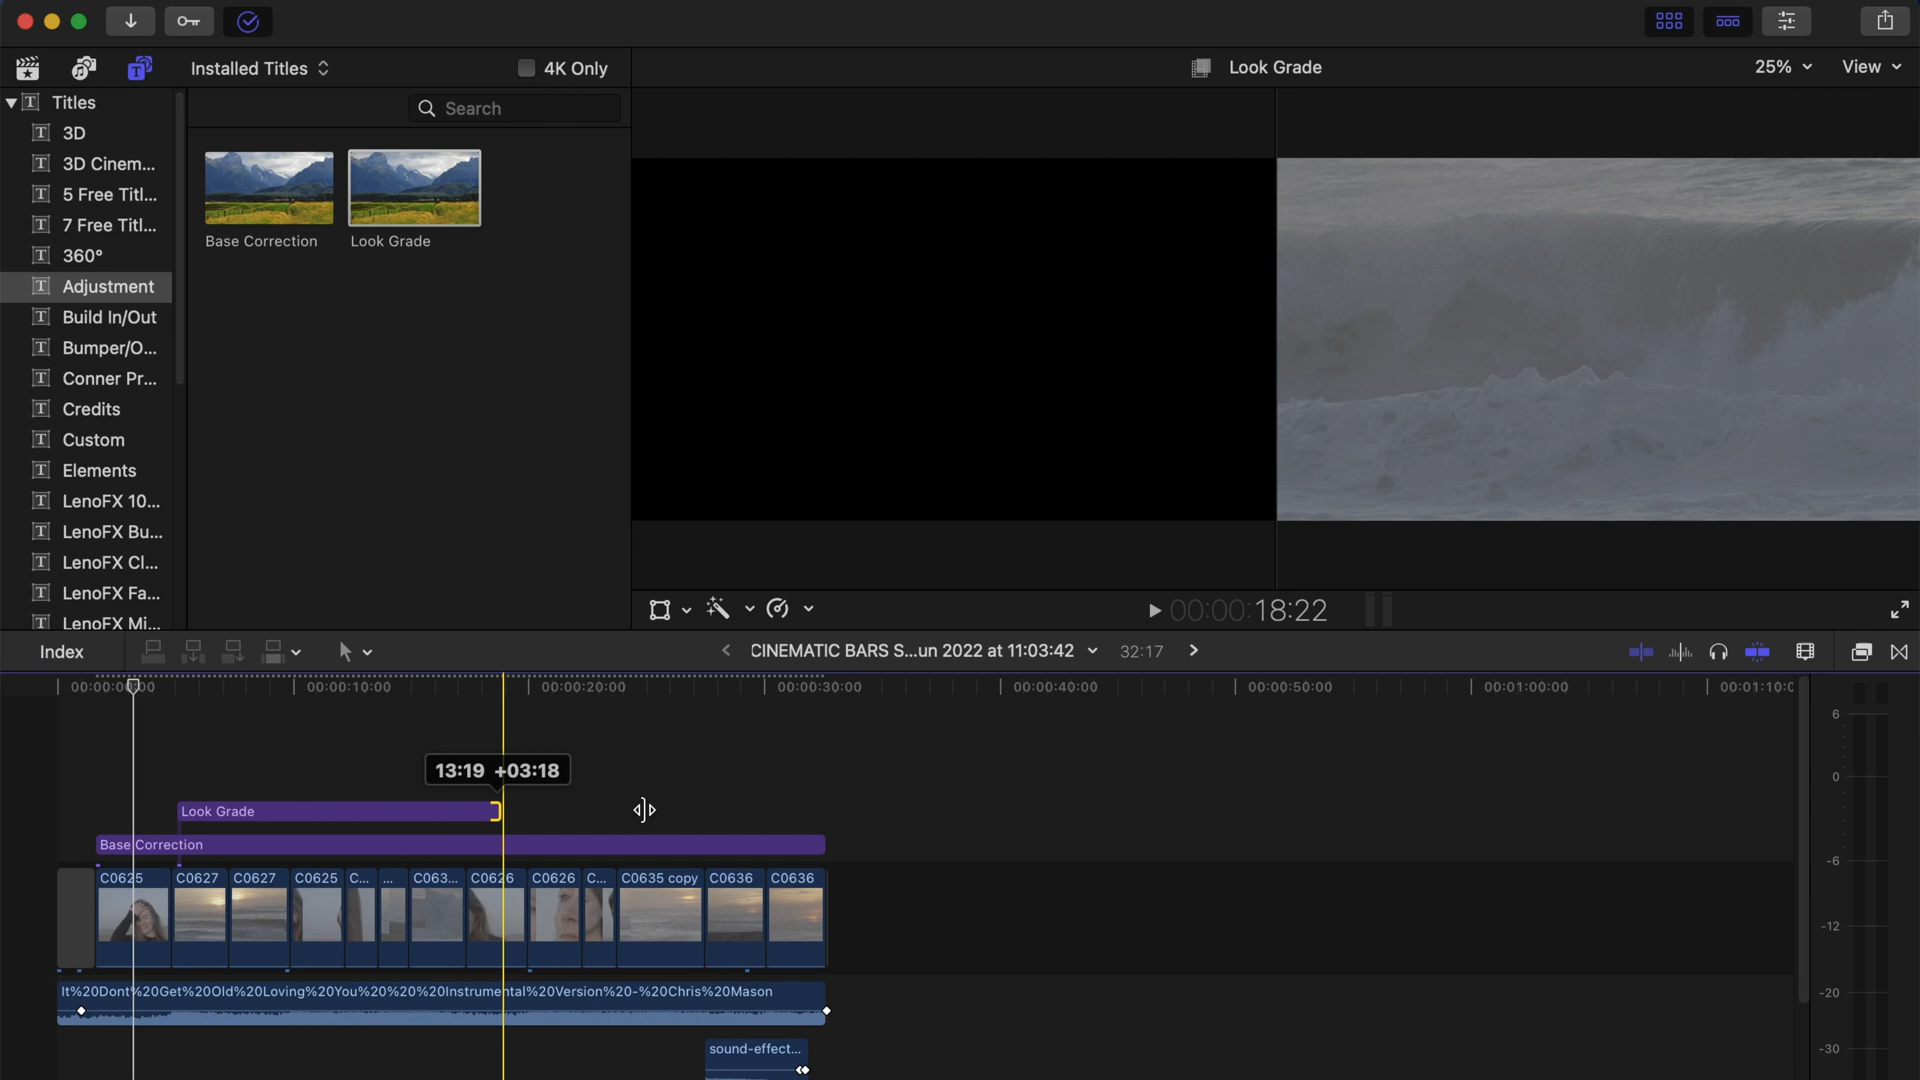 Installed Titles
4K Only
Look Grade
25%
View
Titles
Search
3D
3D Cinem...
5 Free Titl...
7 Free Titl...
360°
Adjustment
Build In/Out
Bumper/O...
Conner Pr...
Credits
Custom
Elements
LenoFX 10...
LenoFX Bu...
LenoFX Cl...
LenoFX Fa...
LenoFX Mi...
Base Correction
Look Grade
00:00:18:22
Index
CINEMATIC BARS S...un 2022 at 11:03:42
32:17
00:00:00:00
00:00:10:00
00:00:20:00
00:00:30:00
00:00:40:00
00:00:50:00
00:01:00:00
00:01:10:0
13:19 +03:18
Look Grade
Base Correction
C0625
C0627
C0627
C0625
C...
...
C063...
C0626
C0626
C...
C0635 copy
C0636
C0636
It%20Dont%20Get%20Old%20Loving%20You%20%20%20Instrumental%20Version%20-%20Chris%20Mason
sound-effect...
6
0
-6
-12
-20
-30